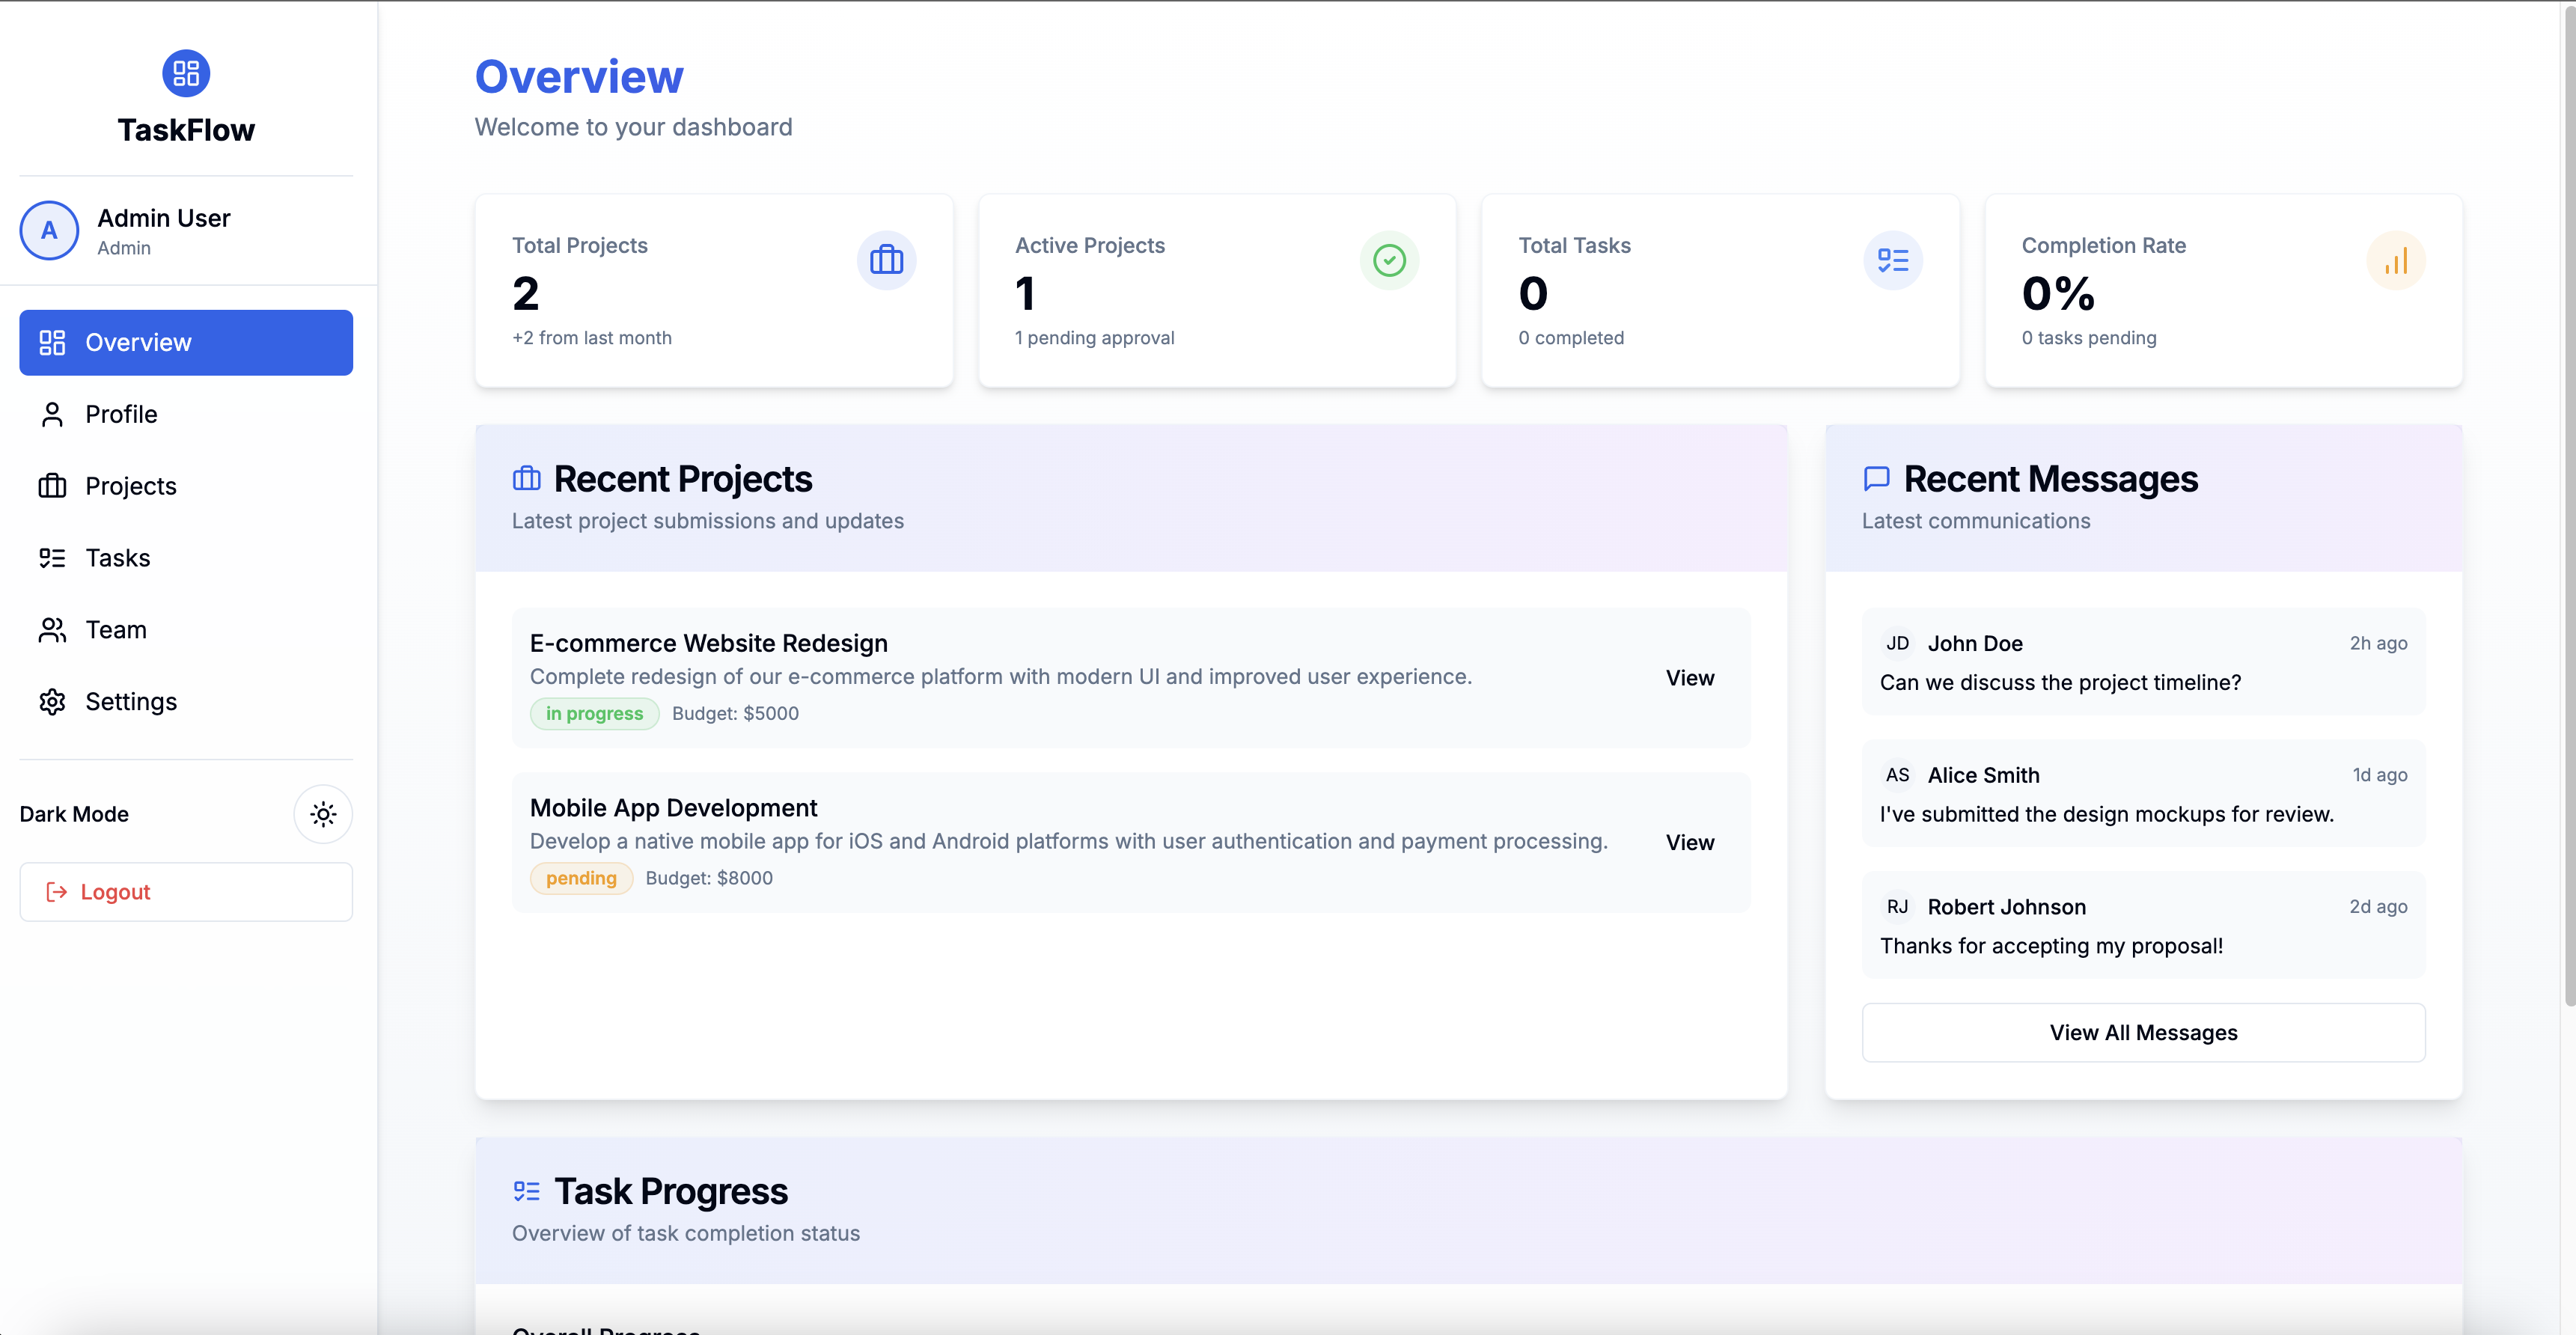 TaskFlow
A
Admin User
Admin
Overview
Profile
Projects
Tasks
Team
Settings
Dark Mode
Logout
Overview
Welcome to your dashboard
Total Projects
2
+2 from last month
Active Projects
1
1 pending approval
Total Tasks
0
0 completed
Completion Rate
0%
0 tasks pending
Recent Projects
Latest project submissions and updates
E-commerce Website Redesign
Complete redesign of our e-commerce platform with modern UI and improved user experience.
in progress Budget: $5000
View
Mobile App Development
Develop a native mobile app for iOS and Android platforms with user authentication and payment processing.
pending Budget: $8000
View
Recent Messages
Latest communications
JD John Doe 2h ago
Can we discuss the project timeline?
AS Alice Smith 1d ago
I've submitted the design mockups for review.
RJ Robert Johnson 2d ago
Thanks for accepting my proposal!
View All Messages
Task Progress
Overview of task completion status
Overall Progress